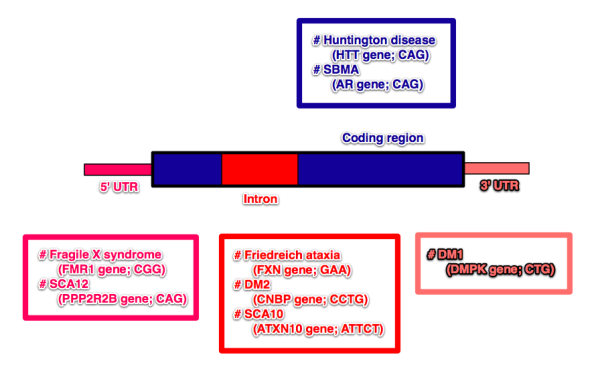 # Huntington disease
(HTT gene; CAG)
# SBMA
(AR gene; CAG)
Coding region
5' UTR
3' UTR
Intron
# Fragile X syndrome
(FMR1 gene; CGG)
# SCA12
(PPP2R2B gene; CAG)
# Friedreich ataxia
(FXN gene; GAA)
# DM2
(CNBP gene; CCTG)
# SCA10
(ATXN10 gene; ATTCT)
# DM1
(DMPK gene; CTG)